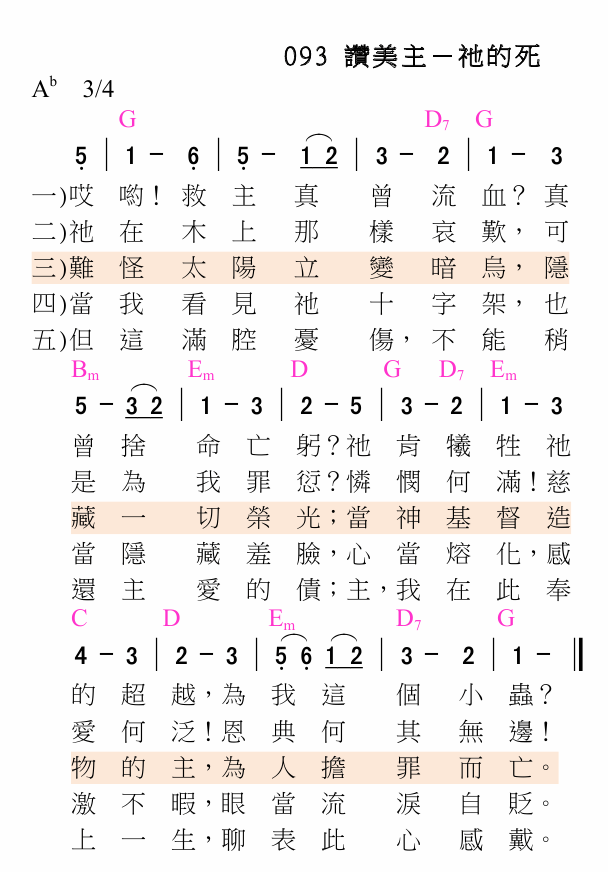 093 讚美主－祂的死
Ab 3/4
G D7 G
5 | 1 - 6 | 5 - 1 2 | 3 - 2 | 1 - 3
一)哎 喲！救 主 真 曾 流 血？真
二)祂 在 木 上 那 樣 哀 歎，可
三)難 怪 太 陽 立 變 暗 烏，隱
四)當 我 看 見 祂 十 字 架，也
五)但 這 滿 腔 憂 傷，不 能 稍
Bm Em D G D7 Em
5 - 3 2 | 1 - 3 | 2 - 5 | 3 - 2 | 1 - 3
曾 捨 命 亡 躬？祂 肯 犧 牲 祂
是 為 我 罪 愆？憐 憫 何 滿！慈
藏 一 切 榮 光；當 神 基 督 造
當 隱 藏 羞 臉，心 當 熔 化，感
還 主 愛 的 債；主，我 在 此 奉
C D Em D7 G
4 - 3 | 2 - 3 | 5 6 1 2 | 3 - 2 | 1 - ||
的 超 越，為 我 這 個 小 蟲？
愛 何 泛！恩 典 何 其 無 邊！
物 的 主，為 人 擔 罪 而 亡。
激 不 暇，眼 當 流 淚 自 貶。
上 一 生，聊 表 此 心 感 戴。